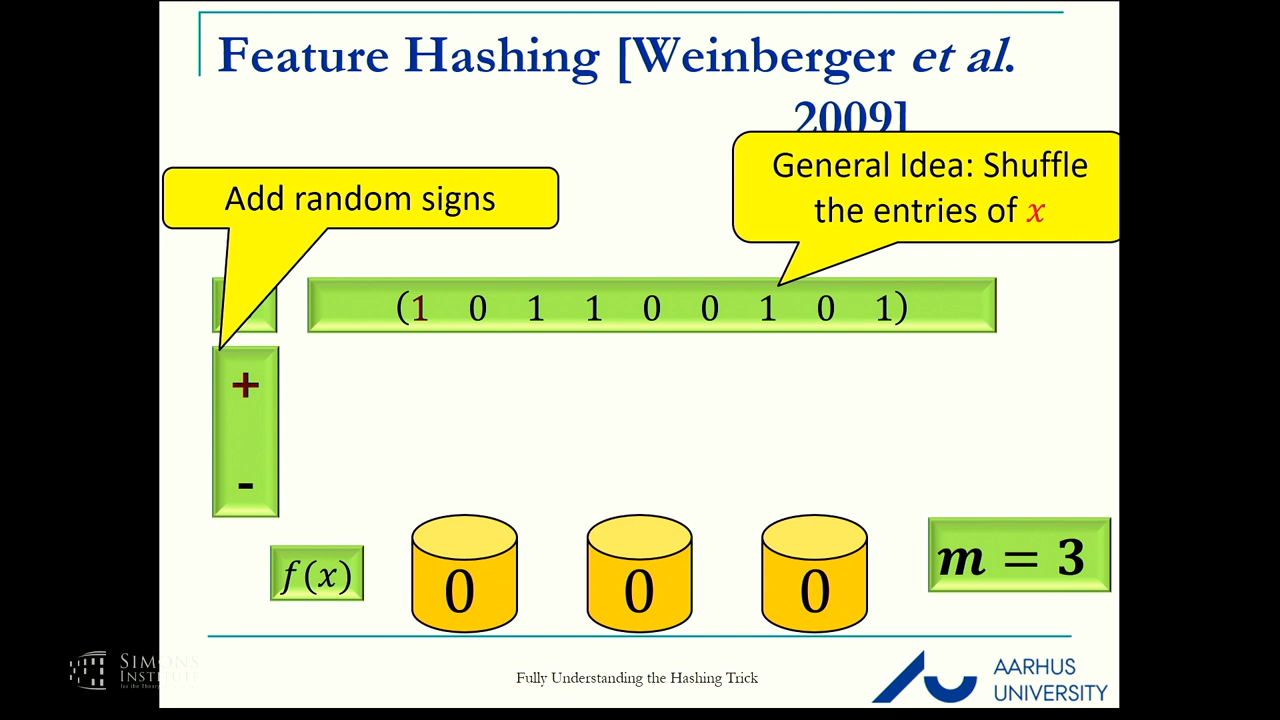 Feature Hashing [Weinberger et al.
2009]
General Idea: Shuffle
the entries of x
Add random signs
(1 0 1 1 0 0 1 0 1)
+
-
f(x)
0 0 0
m = 3
SIMONS
INSTITUTE
Fully Understanding the Hashing Trick
AARHUS
UNIVERSITY